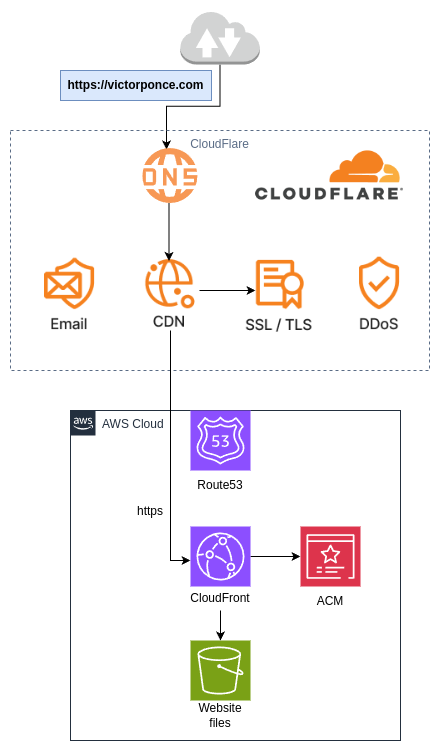 https://victorponce.com
CloudFlare
DNS
CLOUDFLARE
Email
CDN
SSL / TLS
DDoS
aws
AWS Cloud
53
Route53
https
CloudFront
ACM
Website
files